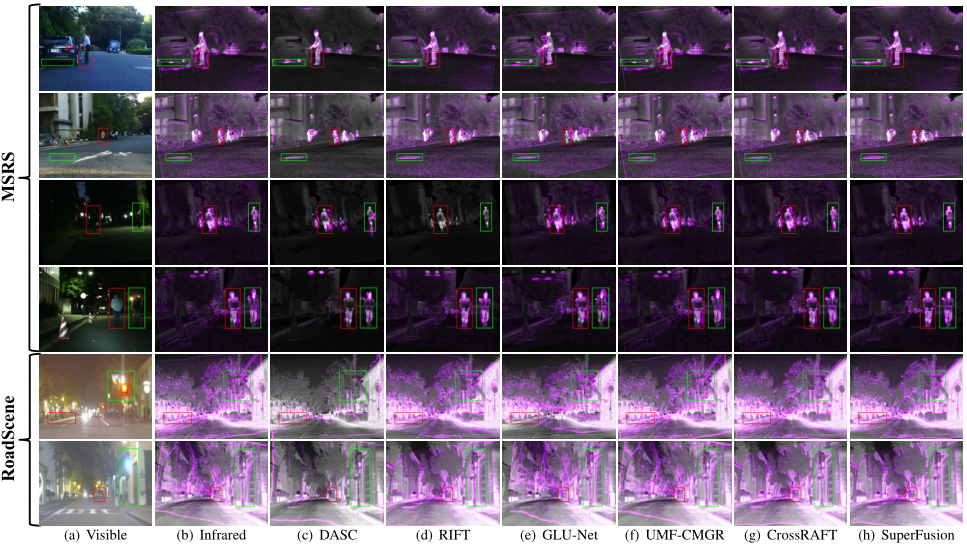 MSRS
RoadScene
(a) Visible (b) Infrared (c) DASC (d) RIFT (e) GLU-Net (f) UMF-CMGR (g) CrossRAFT (h) SuperFusion